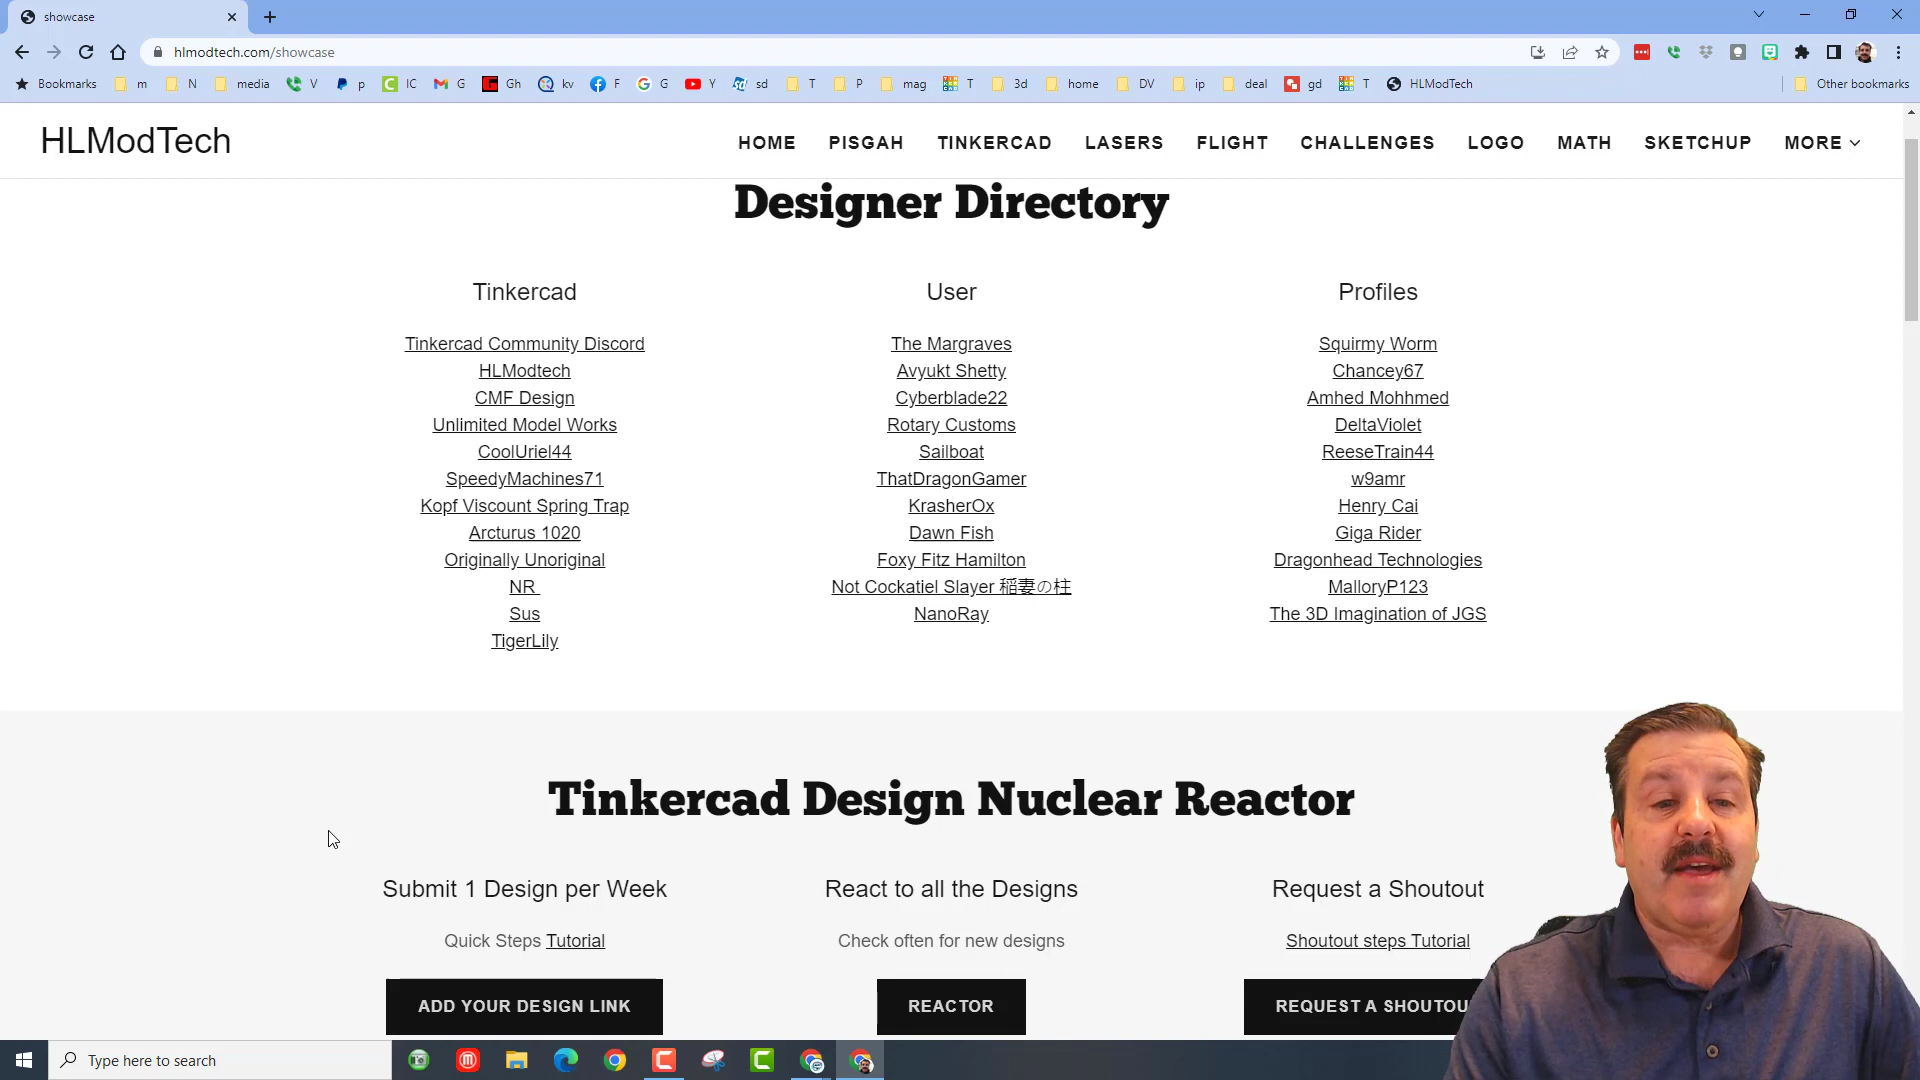 showcase
hlmodtech.com/showcase
Bookmarks m N media V p IC G Gh kv F G Y sd T P mag T 3d home DV ip deal gd T HLModTech Other bookmarks
HLModTech HOME PISGAH TINKERCAD LASERS FLIGHT CHALLENGES LOGO MATH SKETCHUP MORE
Designer Directory
Tinkercad
Tinkercad Community Discord
HLModtech
CMF Design
Unlimited Model Works
CoolUriel44
SpeedyMachines71
Kopf Viscount Spring Trap
Arcturus 1020
Originally Unoriginal
NR
Sus
TigerLily
User
The Margraves
Avyukt Shetty
Cyberblade22
Rotary Customs
Sailboat
ThatDragonGamer
KrasherOx
Dawn Fish
Foxy Fitz Hamilton
Not Cockatiel Slayer 稲妻の柱
NanoRay
Profiles
Squirmy Worm
Chancey67
Amhed Mohhmed
DeltaViolet
ReeseTrain44
w9amr
Henry Cai
Giga Rider
Dragonhead Technologies
MalloryP123
The 3D Imagination of JGS
Tinkercad Design Nuclear Reactor
Submit 1 Design per Week
Quick Steps Tutorial
ADD YOUR DESIGN LINK
React to all the Designs
Check often for new designs
REACTOR
Request a Shoutout
Shoutout steps Tutorial
REQUEST A SHOUTOU
Type here to search